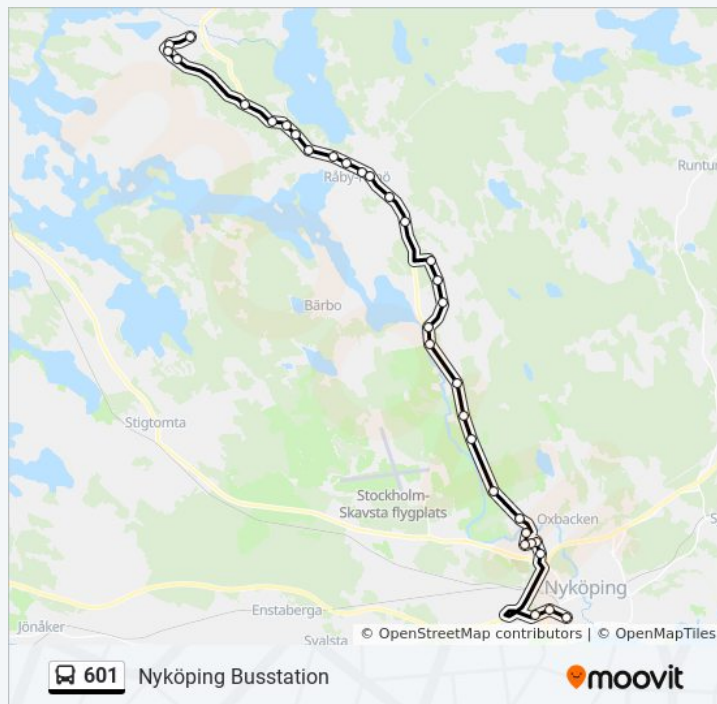 Runtun
Råby-Rönö
Bärbo
Stigtomta
Stockholm-
Skavsta flygplats
Oxbacken
Nyköping
Enstaberga
Jönåker
Svalsta
© OpenStreetMap contributors | © OpenMapTiles
601 Nyköping Busstation
moovit